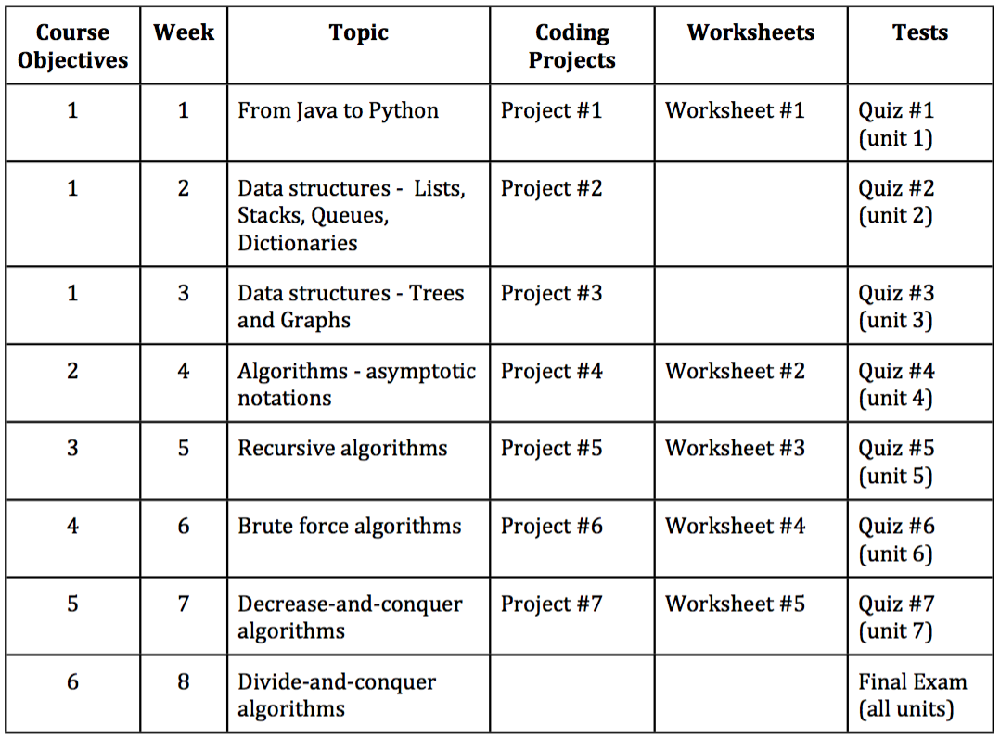 Course Objectives Week Topic Coding Projects Worksheets Tests
1 1 From Java to Python Project #1 Worksheet #1 Quiz #1
(unit 1)
1 2 Data structures - Lists, Project #2 Quiz #2
Stacks, Queues, (unit 2)
Dictionaries
1 3 Data structures - Trees Project #3 Quiz #3
and Graphs (unit 3)
2 4 Algorithms - asymptotic Project #4 Worksheet #2 Quiz #4
notations (unit 4)
3 5 Recursive algorithms Project #5 Worksheet #3 Quiz #5
(unit 5)
4 6 Brute force algorithms Project #6 Worksheet #4 Quiz #6
(unit 6)
5 7 Decrease-and-conquer Project #7 Worksheet #5 Quiz #7
algorithms (unit 7)
6 8 Divide-and-conquer Final Exam
algorithms (all units)